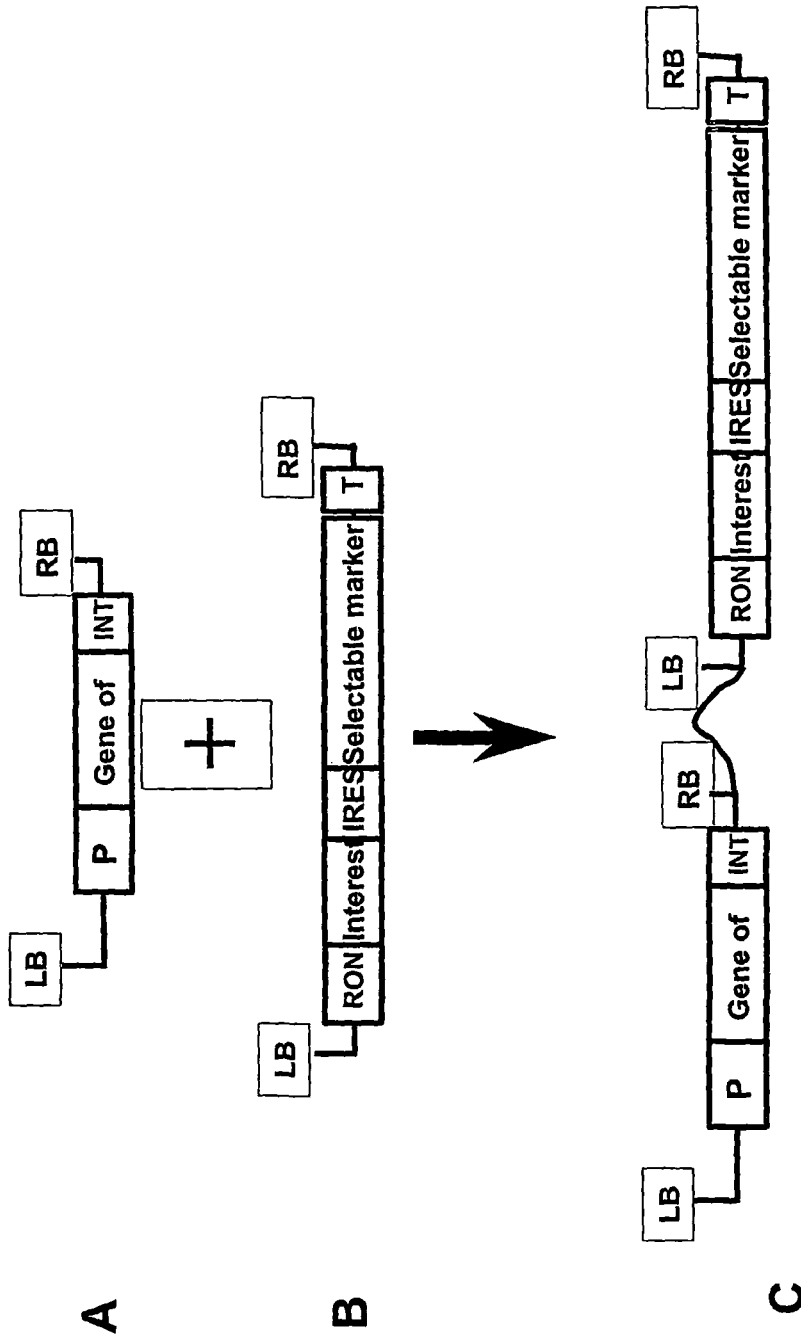 A
LB
P
Gene of
INT
RB
+
B
LB
RON
Interest
IRES
Selectable marker
T
RB
C
LB
P
Gene of
INT
RB
LB
RON
Interest
IRES
Selectable marker
T
RB